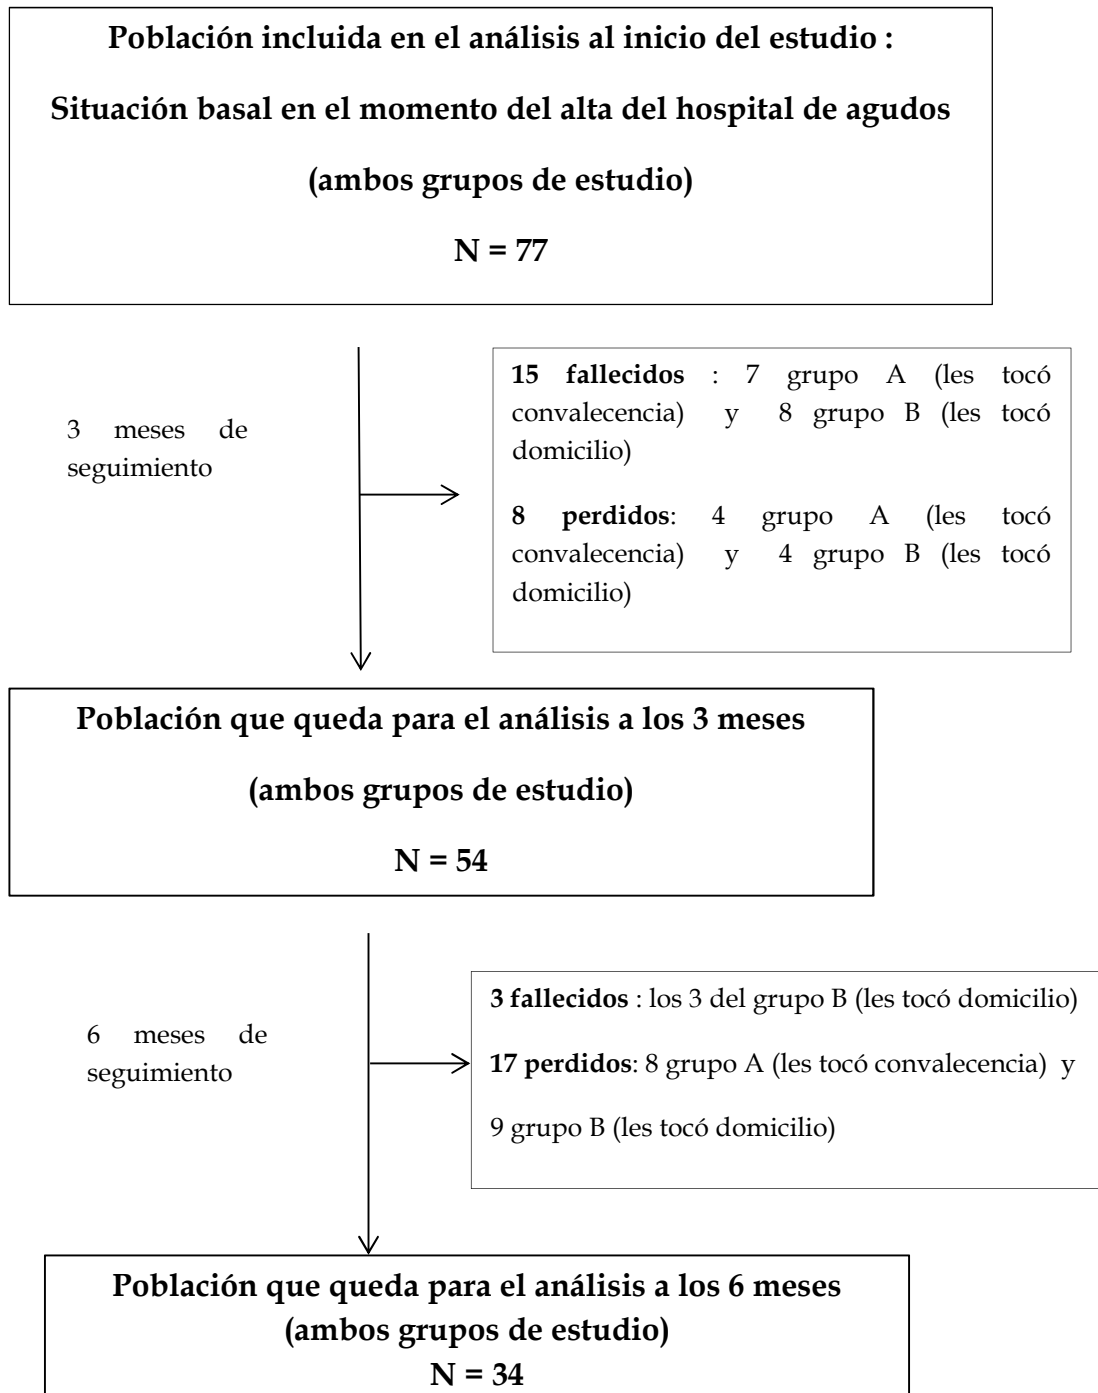 Población incluida en el análisis al inicio del estudio :
Situación basal en el momento del alta del hospital de agudos
(ambos grupos de estudio)
N = 77
3 meses de
seguimiento
15 fallecidos : 7 grupo A (les tocó
convalecencia) y 8 grupo B (les tocó
domicilio)
8 perdidos: 4 grupo A (les tocó
convalecencia) y 4 grupo B (les tocó
domicilio)
Población que queda para el análisis a los 3 meses
(ambos grupos de estudio)
N = 54
6 meses de
seguimiento
3 fallecidos : los 3 del grupo B (les tocó domicilio)
17 perdidos: 8 grupo A (les tocó convalecencia) y
9 grupo B (les tocó domicilio)
Población que queda para el análisis a los 6 meses
(ambos grupos de estudio)
N = 34